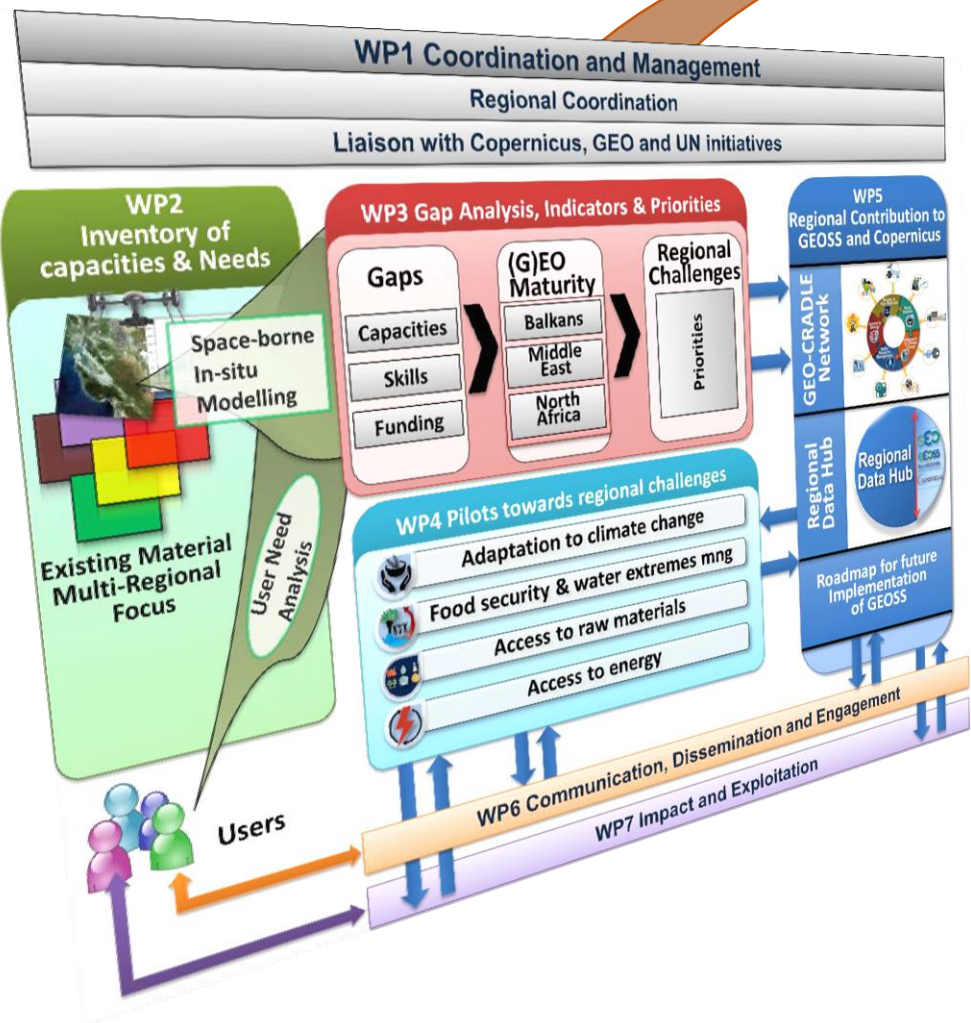 WP1 Coordination and Management
Regional Coordination
Liaison with Copernicus, GEO and UN initiatives
WP2
Inventory of
capacities & Needs
Space-borne
In-situ
Modelling
Existing Material
Multi-Regional
Focus
User Need
Analysis
WP3 Gap Analysis, Indicators & Priorities
Gaps
Capacities
Skills
Funding
(G)EO
Maturity
Balkans
Middle
East
North
Africa
Regional
Challenges
Priorities
WP4 Pilots towards regional challenges
Adaptation to climate change
Food security & water extremes mng
Access to raw materials
Access to energy
WP5
Regional Contribution to
GEOSS and Copernicus
GEO-CRADLE
Network
Regional
Data Hub
Regional
Data Hub
GEO
GEOSS
Roadmap for future
Implementation
of GEOSS
Users
WP6 Communication, Dissemination and Engagement
WP7 Impact and Exploitation